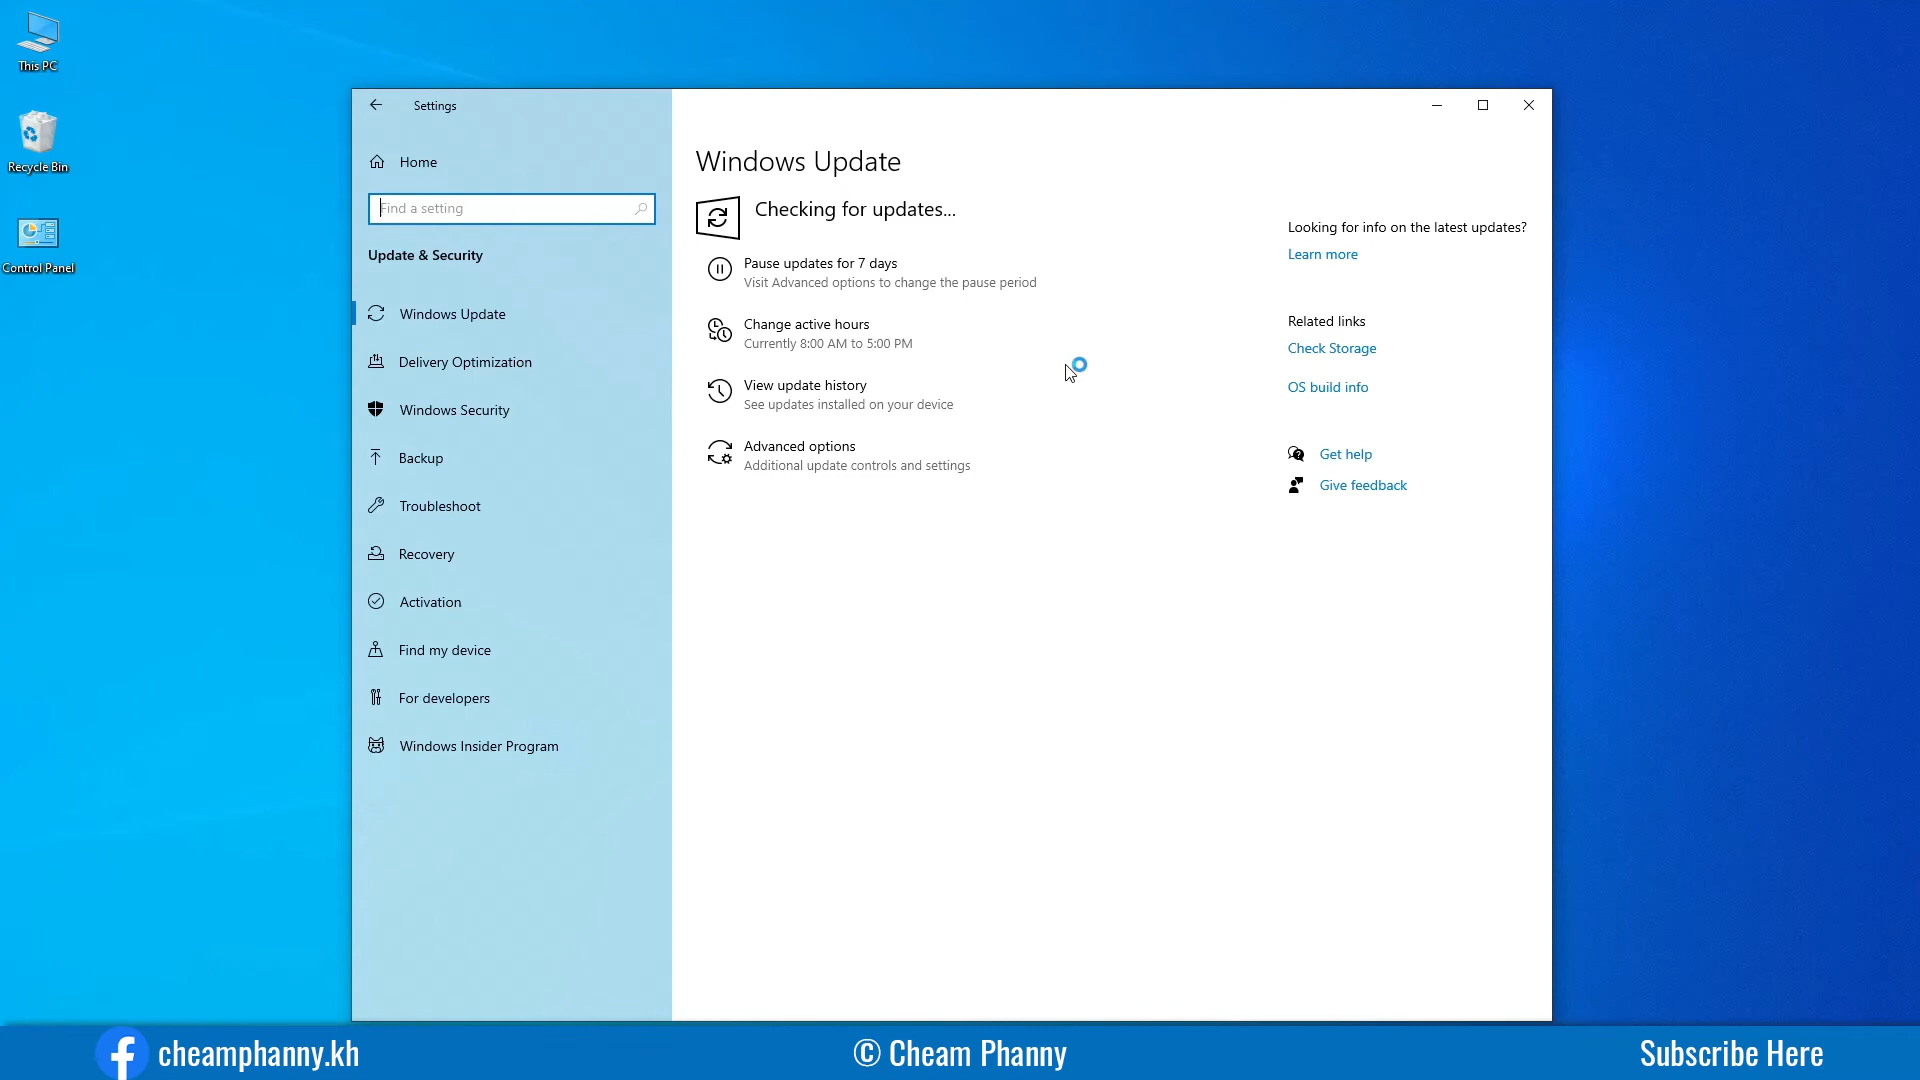 This PC
Recycle Bin
Control Panel
Settings
Home
Find a setting
Update & Security
Windows Update
Delivery Optimization
Windows Security
Backup
Troubleshoot
Recovery
Activation
Find my device
For developers
Windows Insider Program
Windows Update
Checking for updates...
Pause updates for 7 days
Visit Advanced options to change the pause period
Change active hours
Currently 8:00 AM to 5:00 PM
View update history
See updates installed on your device
Advanced options
Additional update controls and settings
Looking for info on the latest updates?
Learn more
Related links
Check Storage
OS build info
Get help
Give feedback
cheamphanny.kh
© Cheam Phanny
Subscribe Here